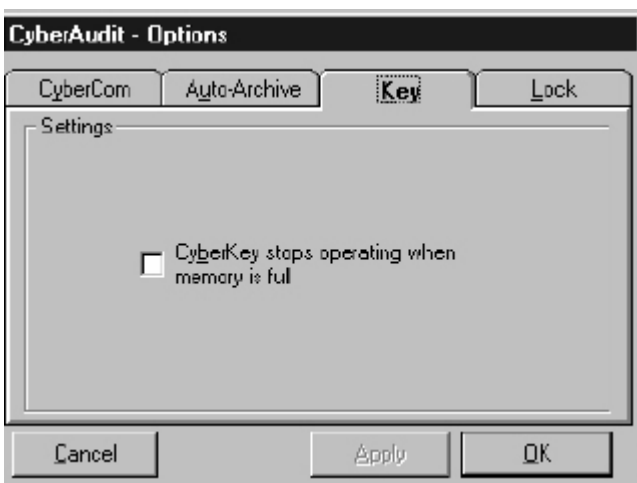 CyberAudit - Options
CyberCom
Auto-Archive
Key
Lock
Settings
CyberKey stops operating when
memory is full
Cancel
Apply
OK